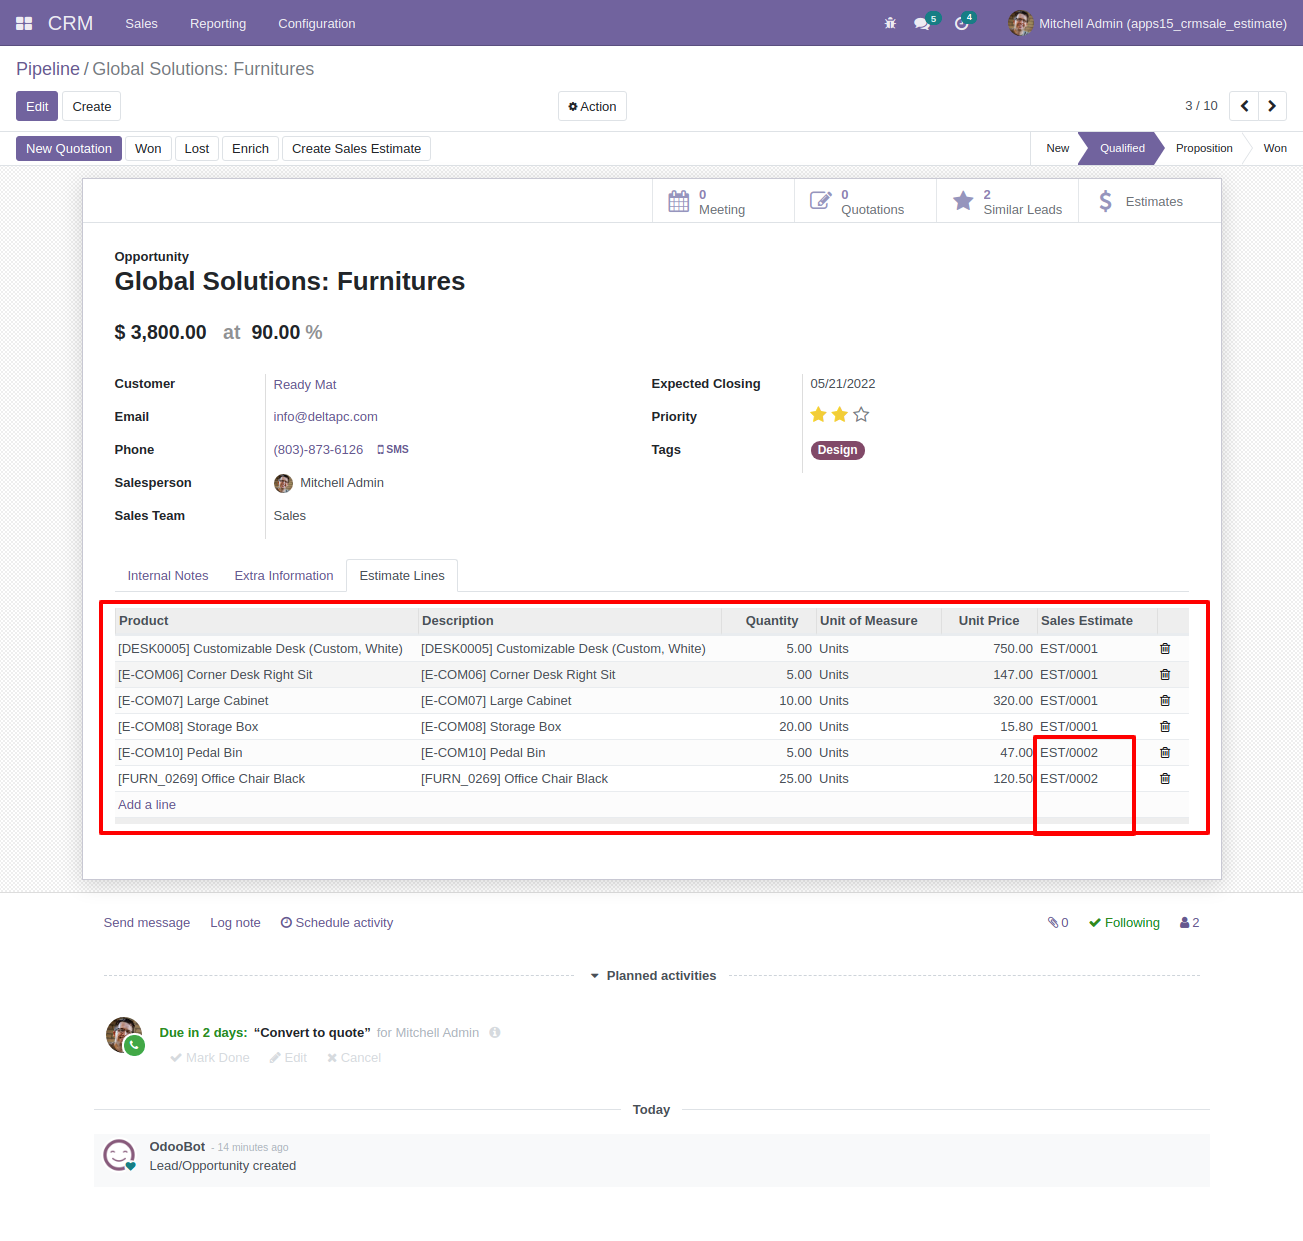 CRM Sales Reporting Configuration 5 4 Mitchell Admin (apps15_crmsale_estimate)
Pipeline / Global Solutions: Furnitures
Edit Create Action 3 / 10
New Quotation Won Lost Enrich Create Sales Estimate New Qualified Proposition Won
0 Meeting 0 Quotations 2 Similar Leads Estimates
Opportunity
Global Solutions: Furnitures
$ 3,800.00 at 90.00 %
Customer Ready Mat Expected Closing 05/21/2022
Email info@deltapc.com Priority
Phone (803)-873-6126 SMS Tags Design
Salesperson Mitchell Admin
Sales Team Sales
Internal Notes Extra Information Estimate Lines
Product Description Quantity Unit of Measure Unit Price Sales Estimate
[DESK0005] Customizable Desk (Custom, White) [DESK0005] Customizable Desk (Custom, White) 5.00 Units 750.00 EST/0001
[E-COM06] Corner Desk Right Sit [E-COM06] Corner Desk Right Sit 5.00 Units 147.00 EST/0001
[E-COM07] Large Cabinet [E-COM07] Large Cabinet 10.00 Units 320.00 EST/0001
[E-COM08] Storage Box [E-COM08] Storage Box 20.00 Units 15.80 EST/0001
[E-COM10] Pedal Bin [E-COM10] Pedal Bin 5.00 Units 47.00 EST/0002
[FURN_0269] Office Chair Black [FURN_0269] Office Chair Black 25.00 Units 120.50 EST/0002
Add a line
Send message Log note Schedule activity 0 Following 2
Planned activities
Due in 2 days: “Convert to quote” for Mitchell Admin
Mark Done Edit Cancel
Today
OdooBot - 14 minutes ago
Lead/Opportunity created